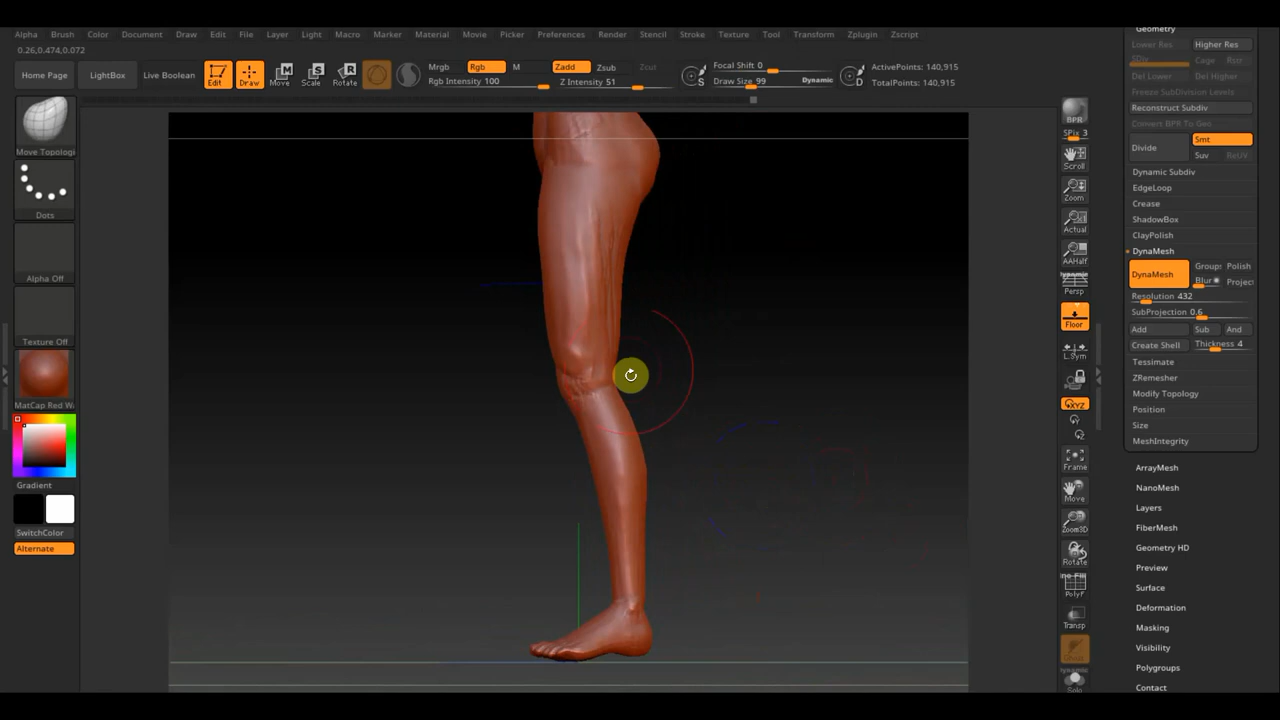 Alpha Brush Color Document Draw Edit File Layer Light Macro Marker Material Movie Picker Preferences Render Stencil Stroke Texture Tool Transform Zplugin Zscript
0.26,0.474,0.072
Home Page
LightBox
Live Boolean
Edit
Draw
Move
Scale
Rotate
Mrgb Rgb M
Rgb Intensity 100
Zadd Zsub Zcut
Z Intensity 51
S
Focal Shift 0
Draw Size 99 Dynamic
D
ActivePoints: 140,915
TotalPoints: 140,915
Move Topologi
Dots
Alpha Off
Texture Off
MatCap Red Wa
Gradient
SwitchColor
Alternate
BPR
SPix 3
Scroll
Zoom
Actual
AAHalf
Dynamic
Persp
Floor
L.Sym
XYZ
Frame
Move
Zoom3D
Rotate
PolyF
Transp
Dynamic
Solo
Geometry
Lower Res Higher Res
SDiv Cage Rstr
Del Lower Del Higher
Freeze SubDivision Levels
Reconstruct Subdiv
Convert BPR To Geo
Divide
Smt
Suv ReUV
Dynamic Subdiv
EdgeLoop
Crease
ShadowBox
ClayPolish
DynaMesh
DynaMesh
Groups Polish
Blur Project
Resolution 432
SubProjection 0.6
Add Sub And
Create Shell Thickness 4
Tessimate
ZRemesher
Modify Topology
Position
Size
MeshIntegrity
ArrayMesh
NanoMesh
Layers
FiberMesh
Geometry HD
Preview
Surface
Deformation
Masking
Visibility
Polygroups
Contact